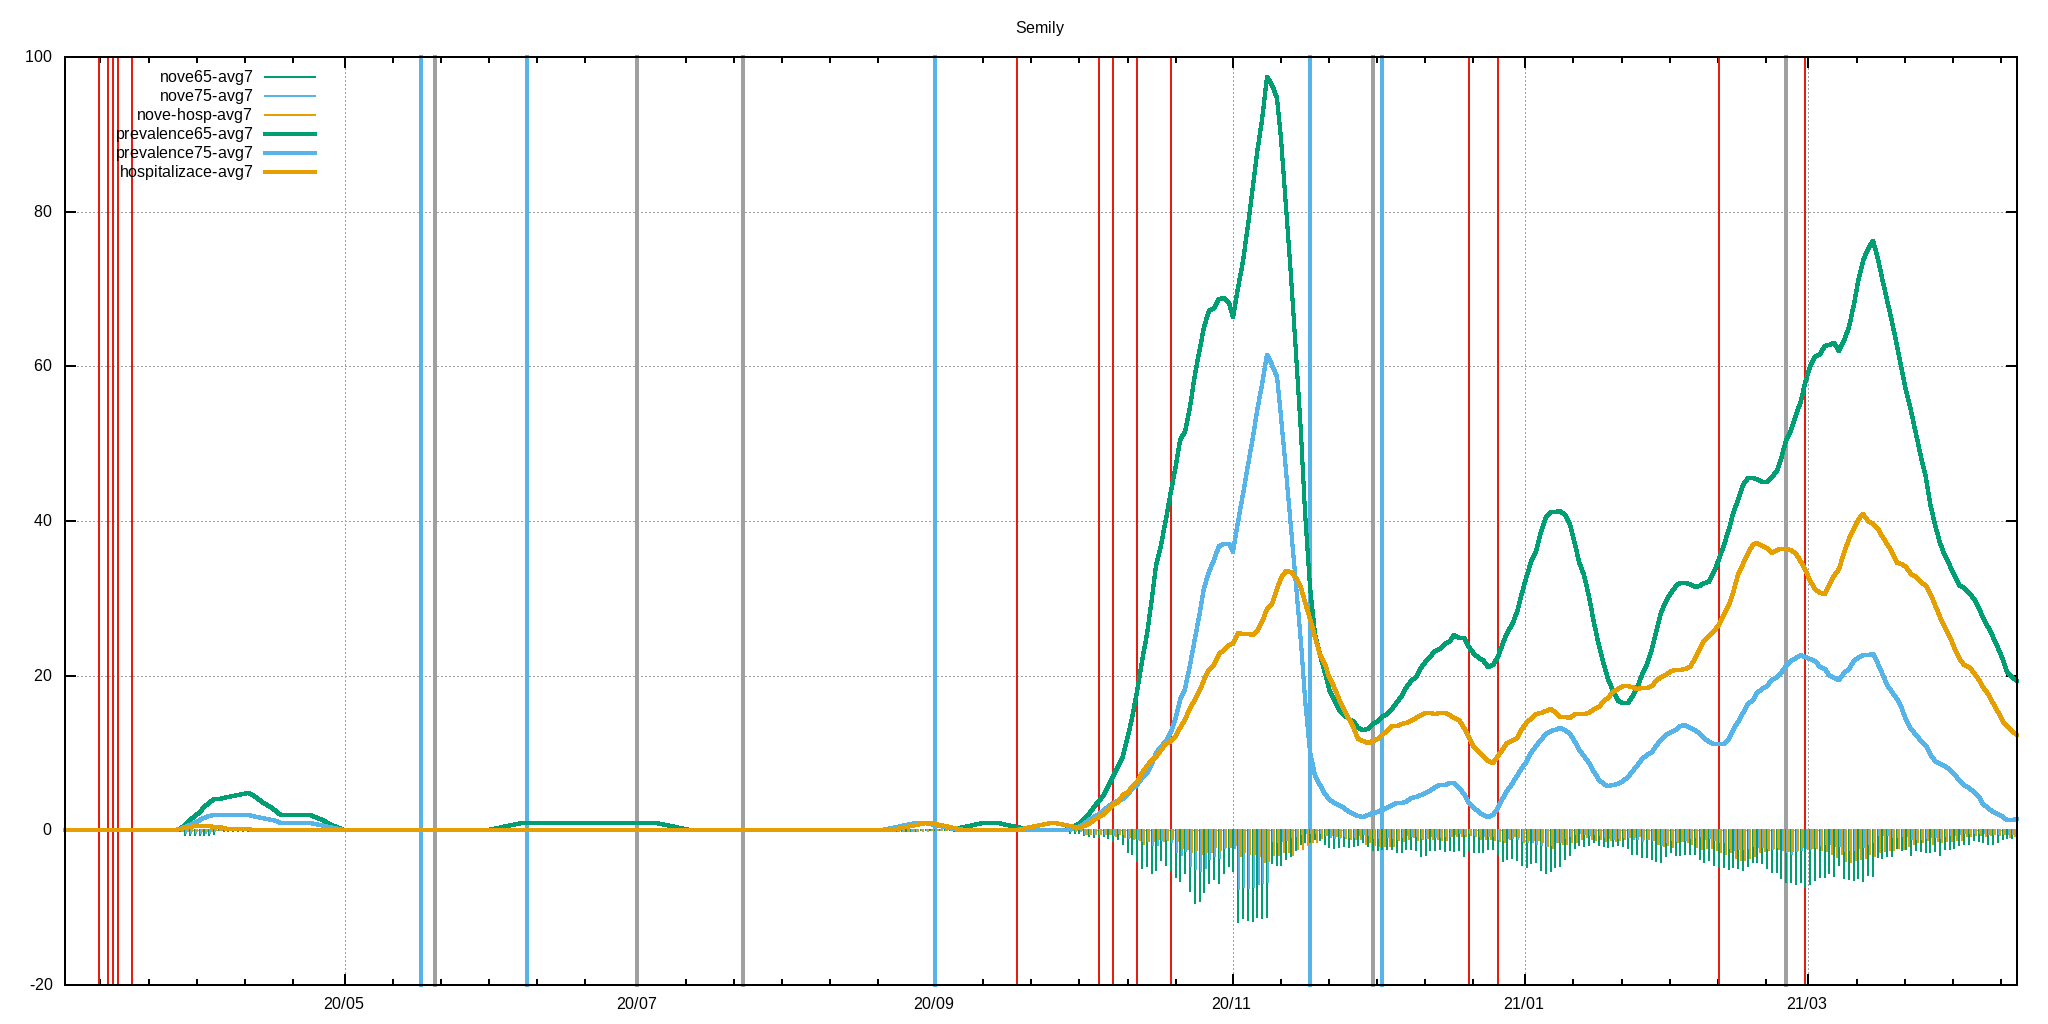 Semily
100
80
60
40
20
0
-20
nove65-avg7
nove75-avg7
nove-hosp-avg7
prevalence65-avg7
prevalence75-avg7
hospitalizace-avg7
20/05
20/07
20/09
20/11
21/01
21/03